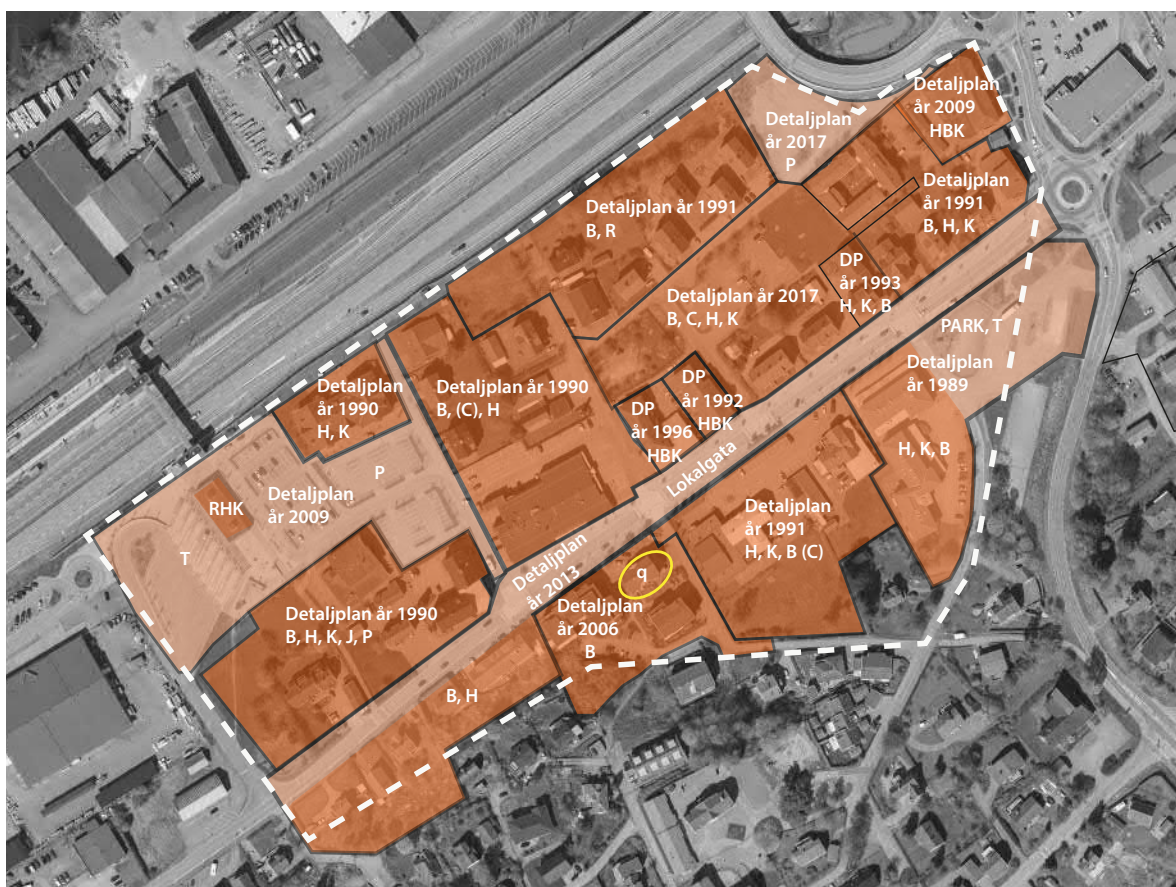 Detaljplan
år 2009
HBK
Detaljplan
år 2017
P
Detaljplan
år 1991
B, H, K
Detaljplan år 1991
B, R
DP
år 1993
H, K, B
Detaljplan år 2017
B, C, H, K
PARK, T
Detaljplan
år 1989
Detaljplan
år 1990
H, K
Detaljplan år 1990
B, (C), H
DP
år 1992
HBK
DP
år 1996
HBK
H, K, B
P
Lokalgata
RHK
Detaljplan
år 2009
Detaljplan
år 1991
H, K, B (C)
T
Detaljplan
år 2013
q
Detaljplan år 1990
B, H, K, J, P
Detaljplan
år 2006
B
B, H